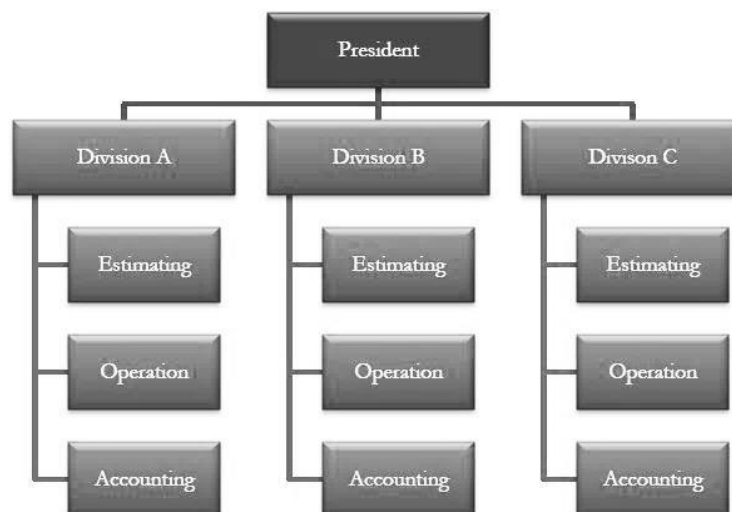 President
Division A
Division B
Divison C
Estimating
Estimating
Estimating
Operation
Operation
Operation
Accounting
Accounting
Accounting